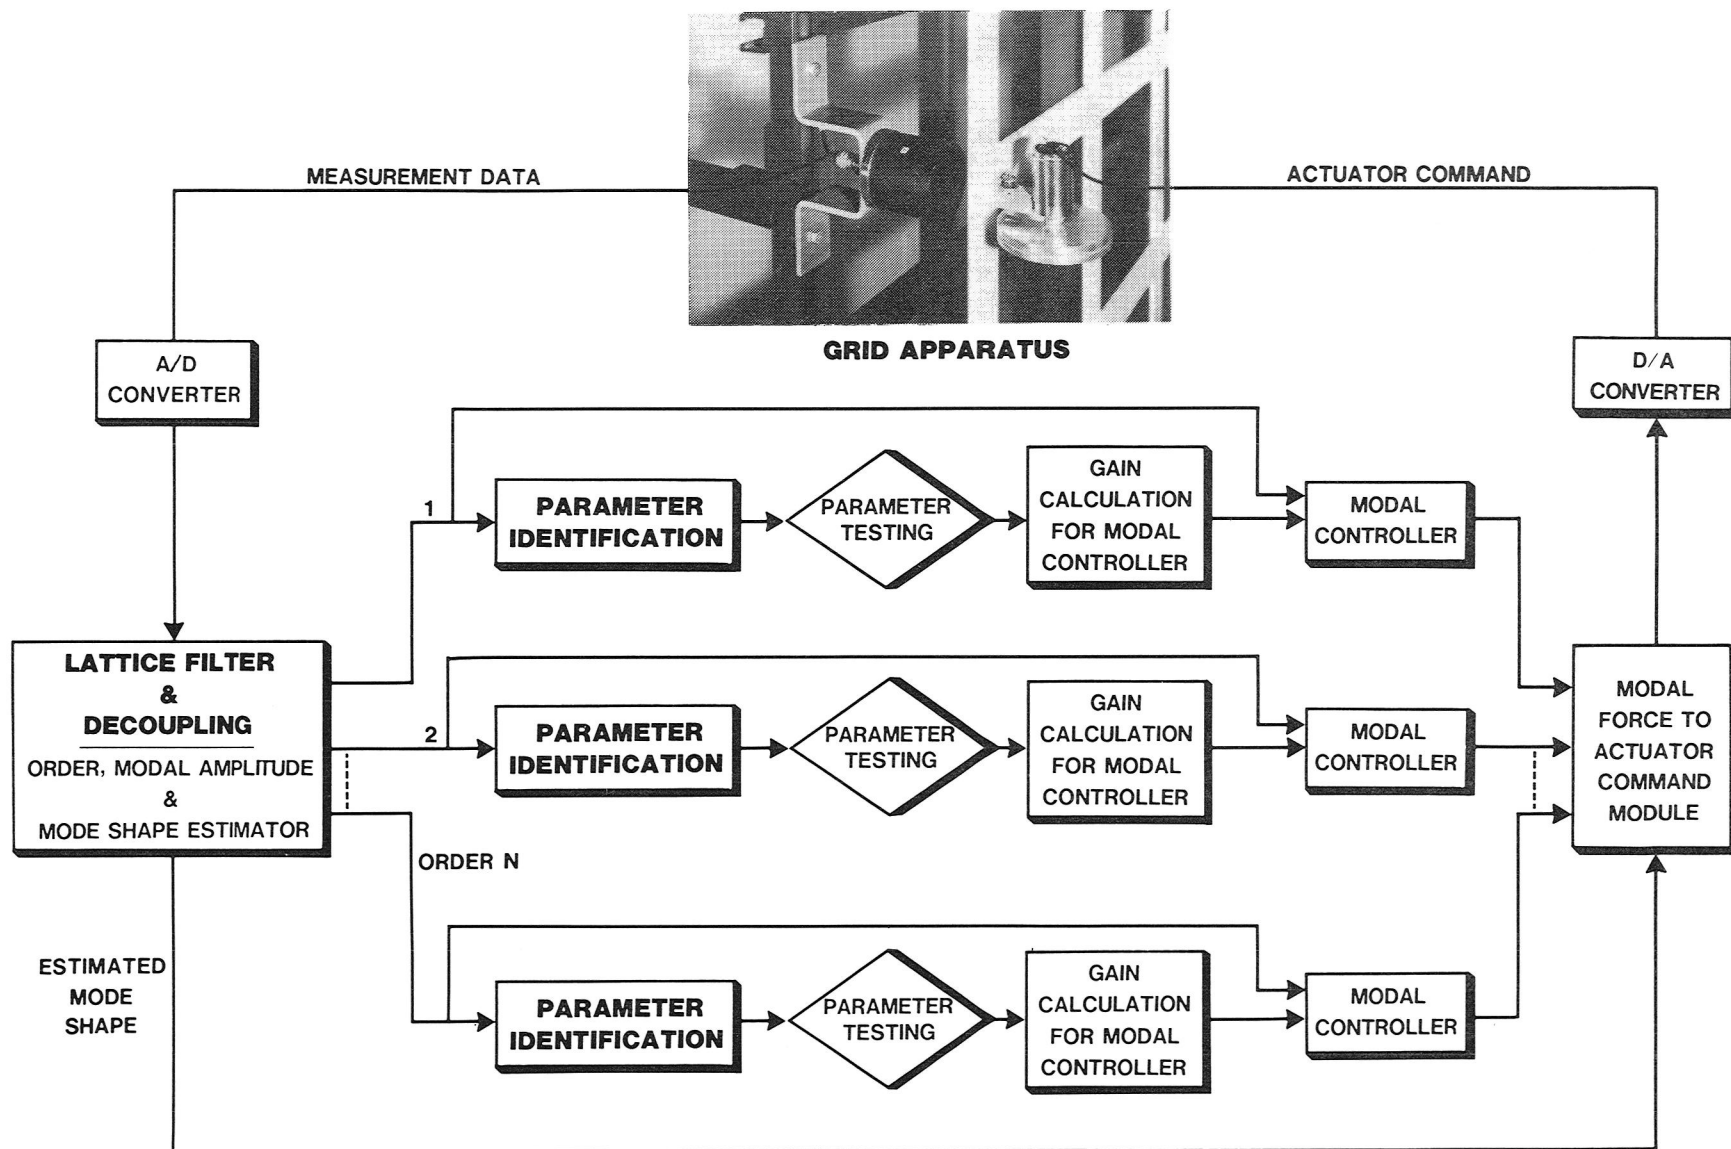 MEASUREMENT DATA
ACTUATOR COMMAND
GRID APPARATUS
A/D
CONVERTER
D/A
CONVERTER
1
PARAMETER
IDENTIFICATION
PARAMETER
TESTING
GAIN
CALCULATION
FOR MODAL
CONTROLLER
MODAL
CONTROLLER
LATTICE FILTER
&
DECOUPLING
ORDER, MODAL AMPLITUDE
&
MODE SHAPE ESTIMATOR
2
PARAMETER
IDENTIFICATION
PARAMETER
TESTING
GAIN
CALCULATION
FOR MODAL
CONTROLLER
MODAL
CONTROLLER
MODAL
FORCE TO
ACTUATOR
COMMAND
MODULE
ORDER N
ESTIMATED
MODE
SHAPE
PARAMETER
IDENTIFICATION
PARAMETER
TESTING
GAIN
CALCULATION
FOR MODAL
CONTROLLER
MODAL
CONTROLLER